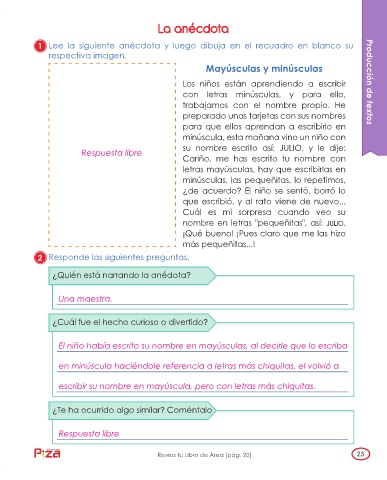 La anécdota
1 Lee la siguiente anécdota y luego dibuja en el recuadro en blanco su
respectiva imagen.
Respuesta libre
Mayúsculas y minúsculas
Los niños están aprendiendo a escribir
con letras minúsculas, y para ello,
trabajamos con el nombre propio. He
preparado unas tarjetas con sus nombres
para que ellos aprendan a escribirlo en
minúscula, esta mañana vino un niño con
su nombre escrito así: JULIO, y le dije:
Cariño, me has escrito tu nombre con
letras mayúsculas, hay que escribirlas en
minúsculas, las pequeñitas, lo repetimos,
¿de acuerdo? El niño se sentó, borró lo
que escribió, y al rato viene de nuevo...
Cuál es mi sorpresa cuando veo su
nombre en letras "pequeñitas", así: JULIO.
¡Qué bueno! ¡Pues claro que me las hizo
más pequeñitas...!
Producción de textos
2 Responde las siguientes preguntas.
¿Quién está narrando la anédota?
Una maestra.
¿Cuál fue el hecho curioso o divertido?
El niño había escrito su nombre en mayúsculas, al decirle que lo escriba
en minúscula haciéndole referencia a letras más chiquitas, el volvió a
escribir su nombre en mayúscula, pero con letras más chiquitas.
¿Te ha ocurrido algo similar? Coméntalo
Respuesta libre
Piza
Revisa tu Libro de Área (pág. 20)
23